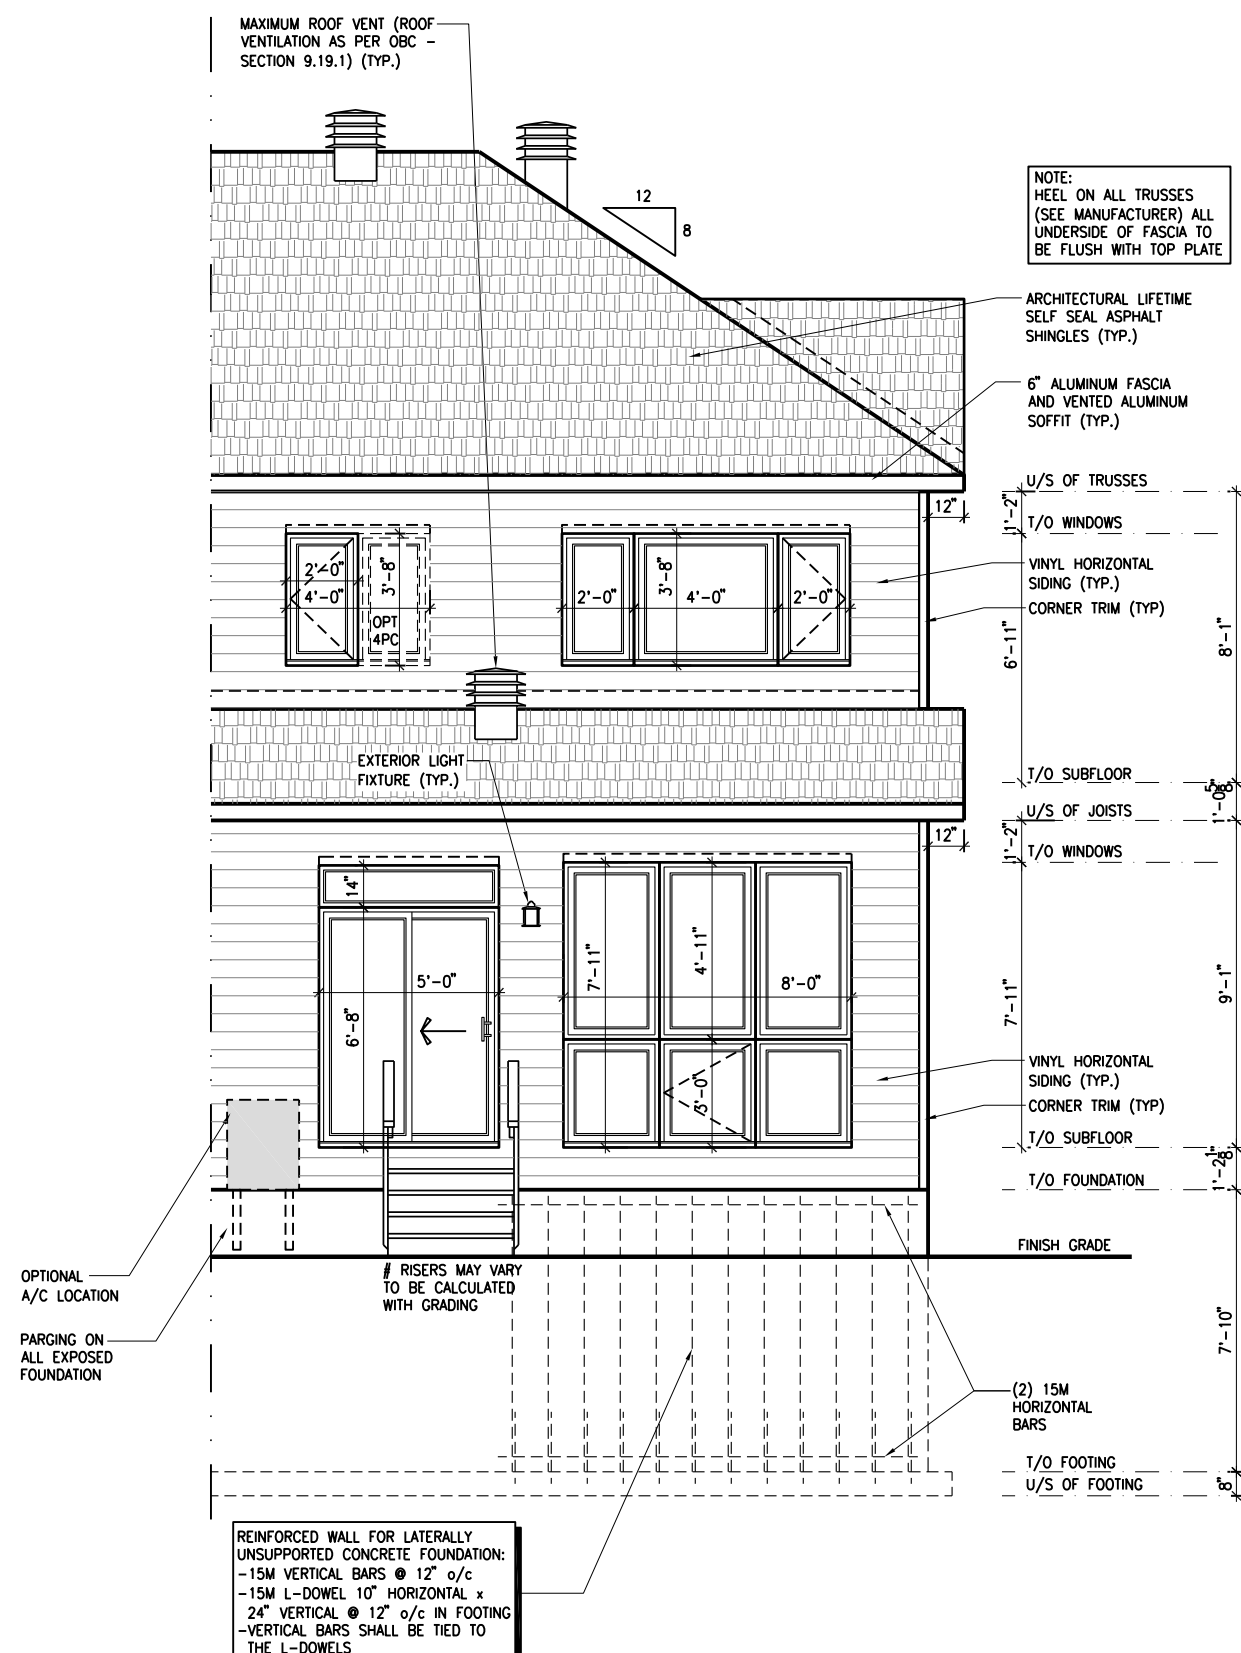 MAXIMUM ROOF VENT (ROOF
VENTILATION AS PER OBC -
SECTION 9.19.1) (TYP.)
12
8
NOTE:
HEEL ON ALL TRUSSES
(SEE MANUFACTURER) ALL
UNDERSIDE OF FASCIA TO
BE FLUSH WITH TOP PLATE
ARCHITECTURAL LIFETIME
SELF SEAL ASPHALT
SHINGLES (TYP.)
6" ALUMINUM FASCIA
AND VENTED ALUMINUM
SOFFIT (TYP.)
U/S OF TRUSSES
12"
1'-2"
T/O WINDOWS
VINYL HORIZONTAL
SIDING (TYP.)
CORNER TRIM (TYP)
6'-11"
8'-1"
2'-0"
4'-0"
3'-8"
OPT
4PC
2'-0"
3'-8"
4'-0"
2'-0"
EXTERIOR LIGHT
FIXTURE (TYP.)
T/O SUBFLOOR
1'-0⅝"
U/S OF JOISTS
12"
1'-2"
T/O WINDOWS
14"
5'-0"
6'-8"
7'-11"
4'-11"
8'-0"
3'-0"
7'-11"
9'-1"
VINYL HORIZONTAL
SIDING (TYP.)
CORNER TRIM (TYP)
T/O SUBFLOOR
1'-2⅛"
T/O FOUNDATION
FINISH GRADE
OPTIONAL
A/C LOCATION
# RISERS MAY VARY
TO BE CALCULATED
WITH GRADING
PARGING ON
ALL EXPOSED
FOUNDATION
7'-10"
(2) 15M
HORIZONTAL
BARS
T/O FOOTING
U/S OF FOOTING
8"
REINFORCED WALL FOR LATERALLY
UNSUPPORTED CONCRETE FOUNDATION:
-15M VERTICAL BARS @ 12" o/c
-15M L-DOWEL 10" HORIZONTAL x
24" VERTICAL @ 12" o/c IN FOOTING
-VERTICAL BARS SHALL BE TIED TO
THE L-DOWELS